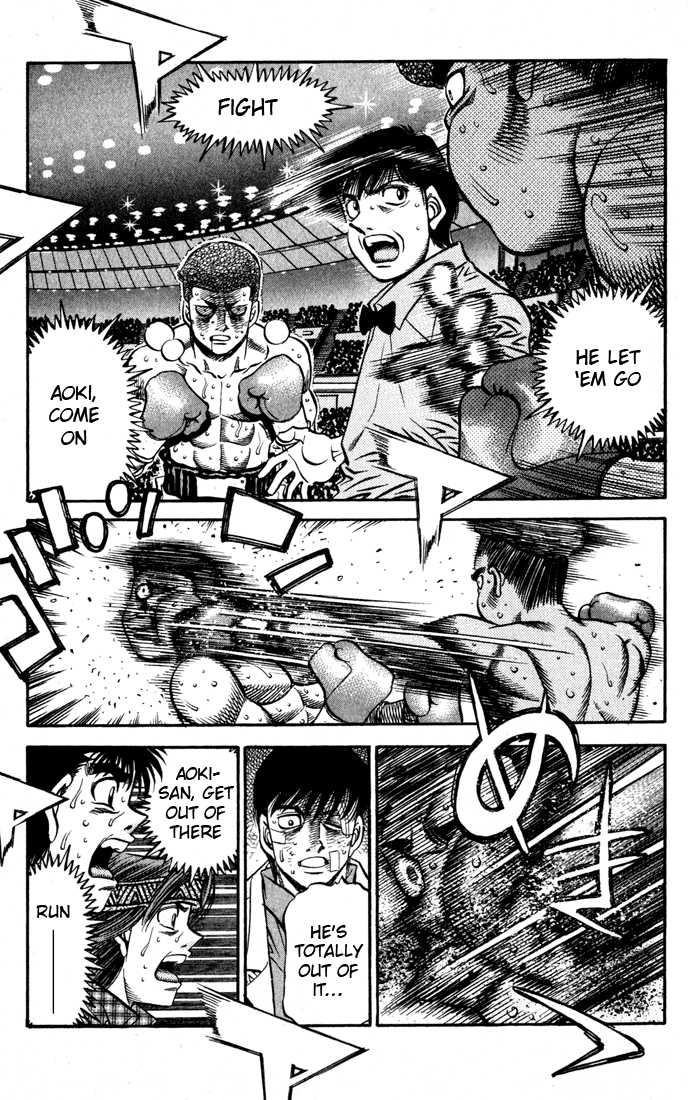 FIGHT
HE LET
'EM GO
AOKI,
COME
ON
HE'S
TOTALLY
OUT OF
IT...
AOKI-
SAN, GET
OUT OF
THERE
RUN